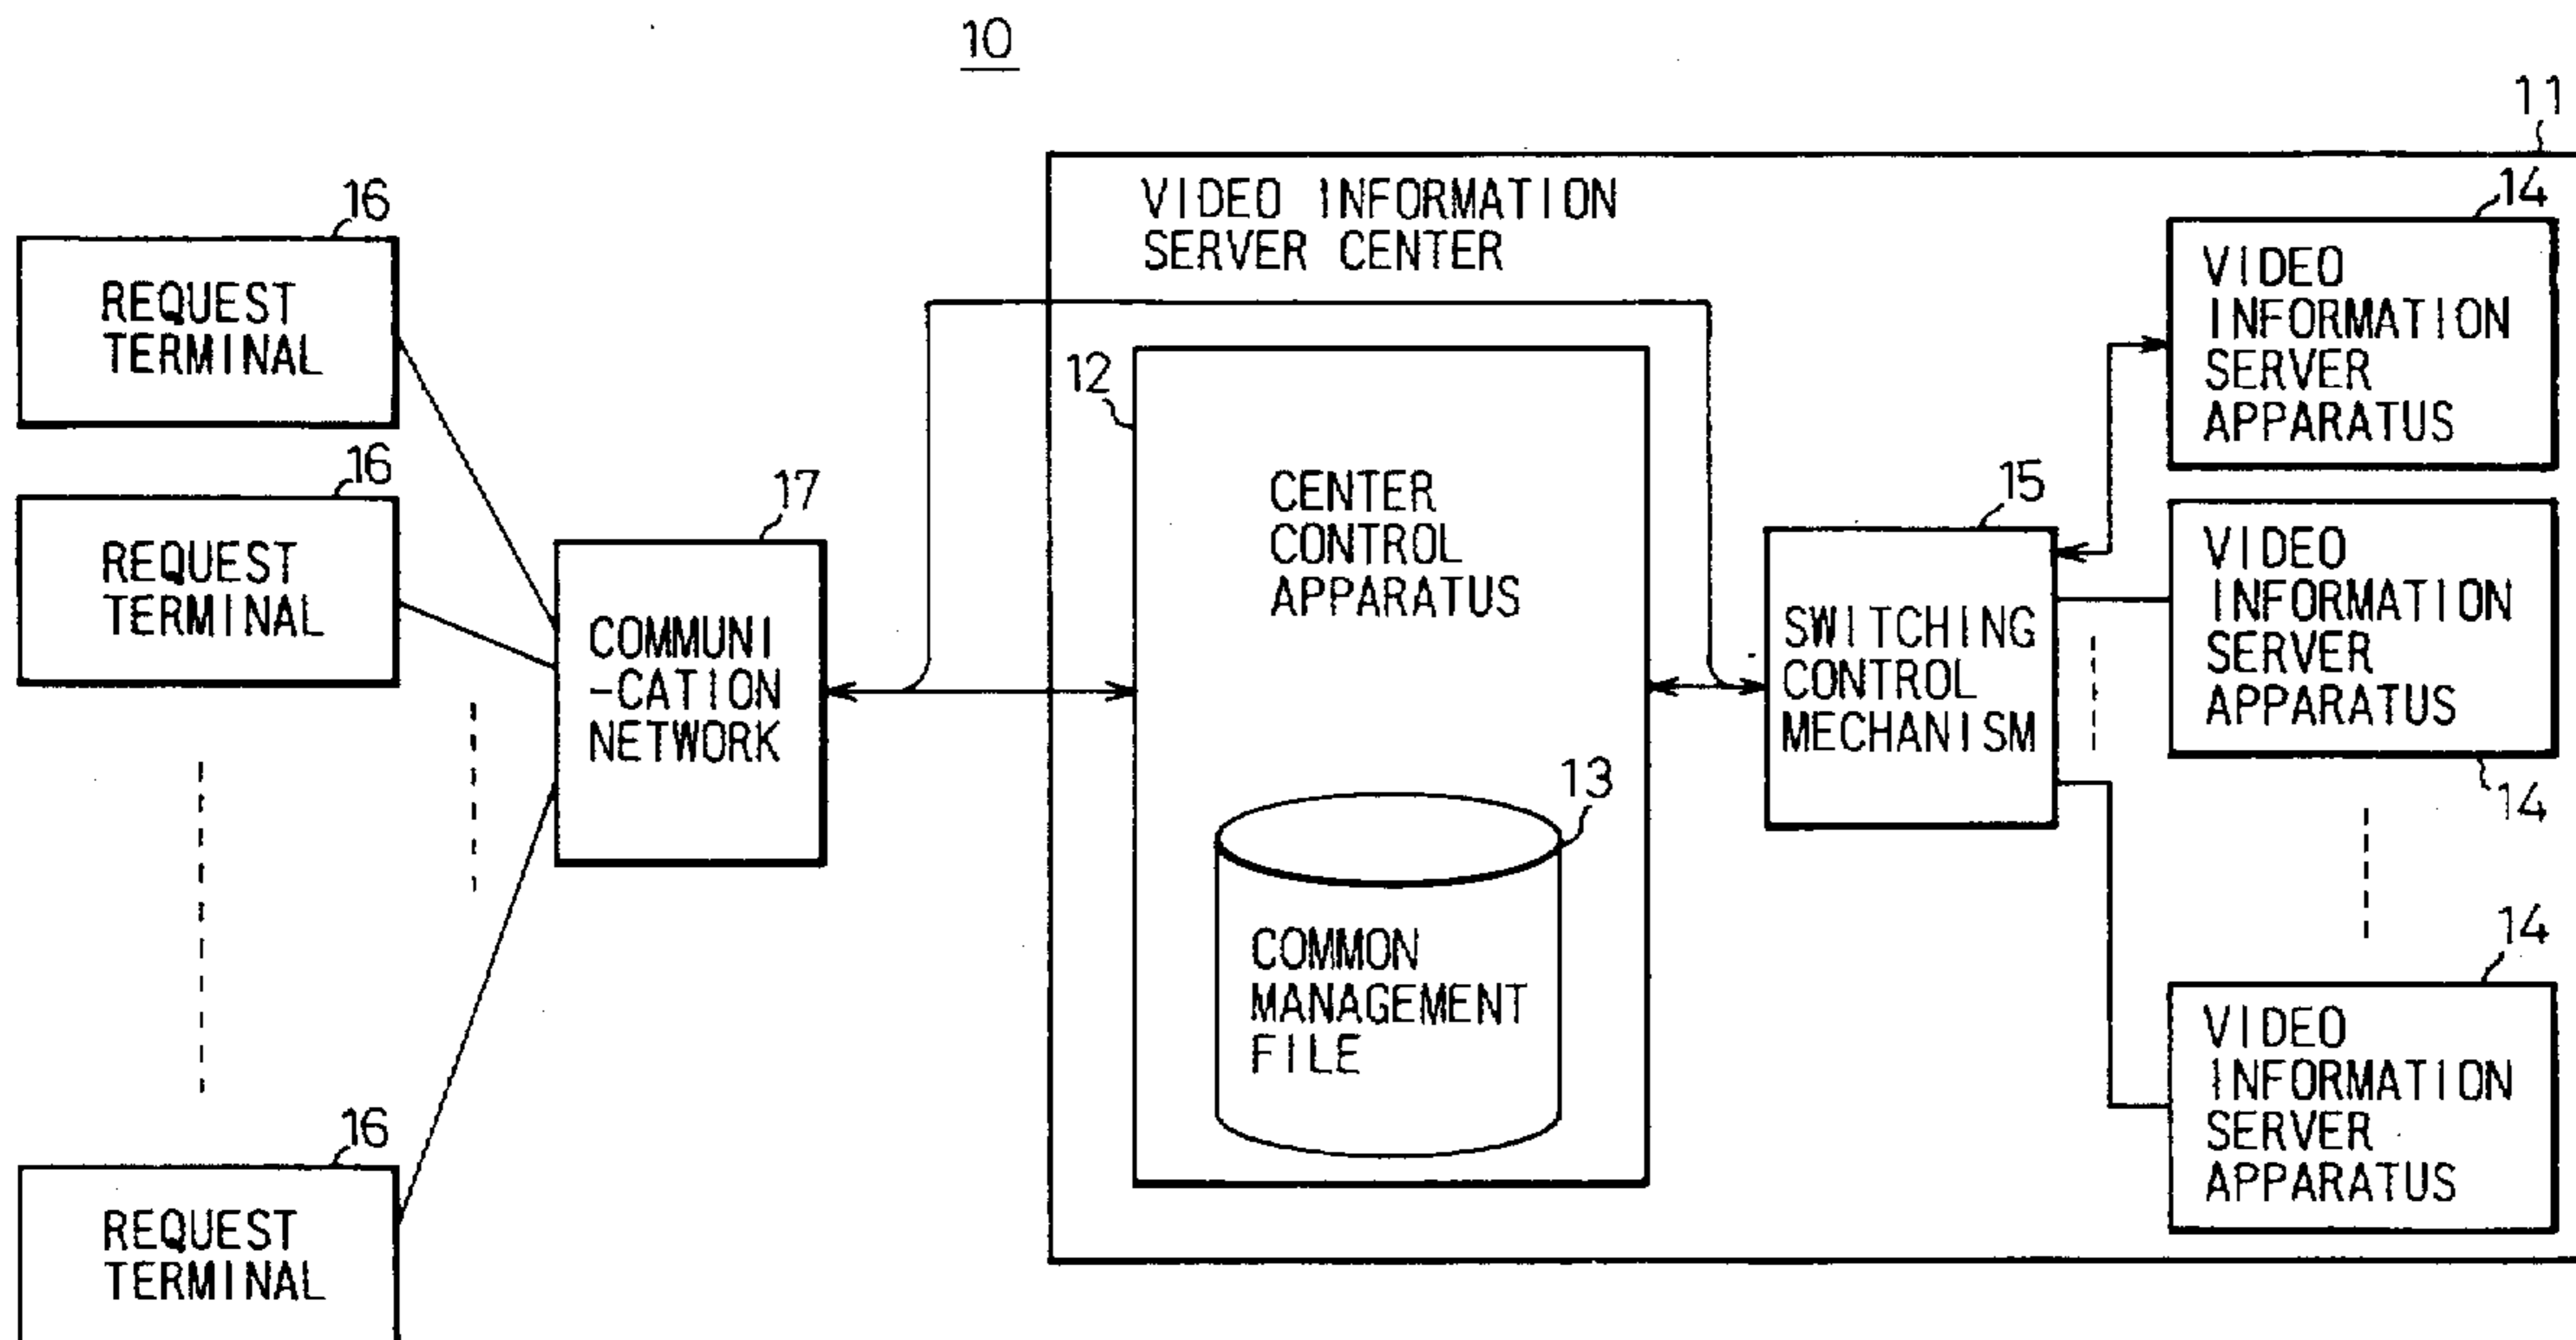 10
11
16
REQUEST
TERMINAL
16
REQUEST
TERMINAL
16
REQUEST
TERMINAL
17
COMMUNI
-CATION
NETWORK
VIDEO INFORMATION
SERVER CENTER
12
CENTER
CONTROL
APPARATUS
13
COMMON
MANAGEMENT
FILE
15
SWITCHING
CONTROL
MECHANISM
14
VIDEO
INFORMATION
SERVER
APPARATUS
VIDEO
INFORMATION
SERVER
APPARATUS
14
14
VIDEO
INFORMATION
SERVER
APPARATUS